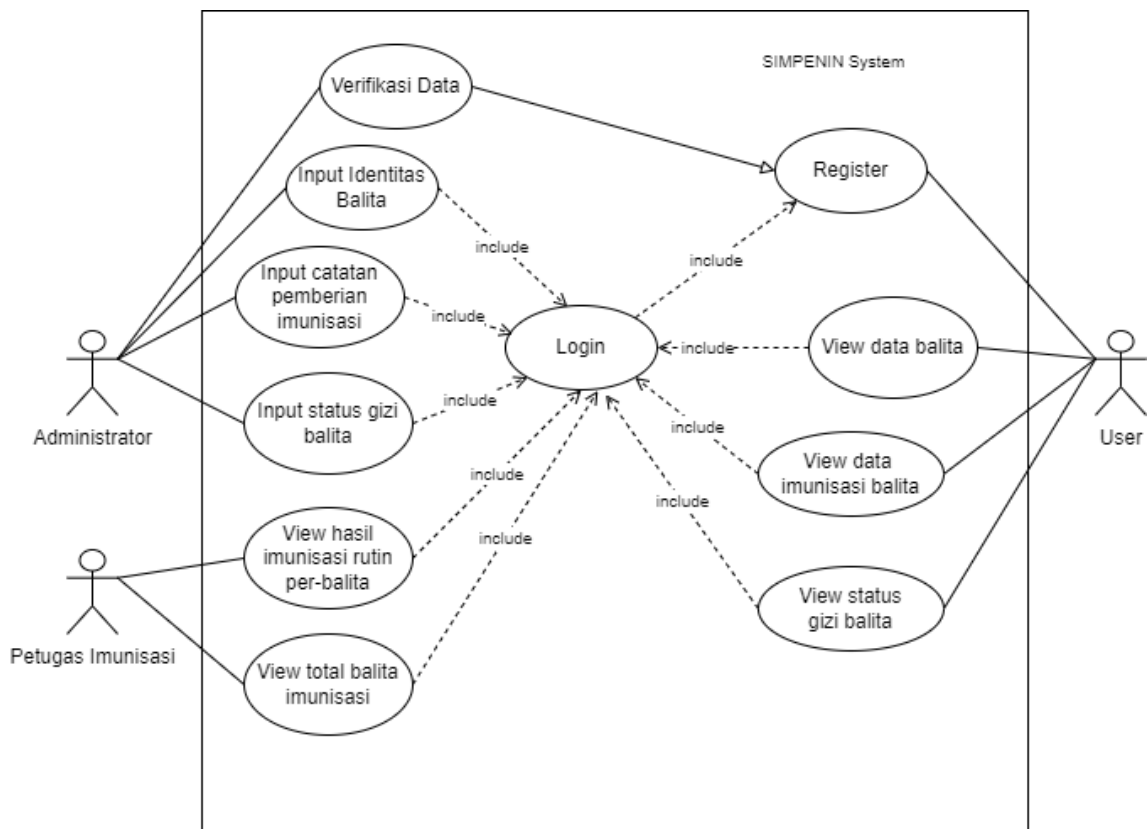 SIMPENIN System
Verifikasi Data
Register
Input Identitas
Balita
include
include
Input catatan
pemberian
imunisasi
include
Login
include
View data balita
Administrator
User
Input status gizi
balita
include
include
View data
imunisasi balita
include
include
View hasil
imunisasi rutin
per-balita
include
View status
gizi balita
Petugas Imunisasi
View total balita
imunisasi